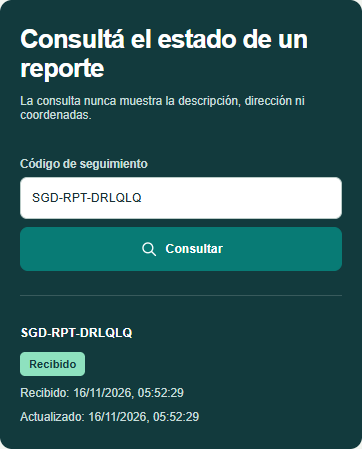 Consultá el estado de un
reporte
La consulta nunca muestra la descripción, dirección ni
coordenadas.
Código de seguimiento
SGD-RPT-DRLQLQ
Consultar
SGD-RPT-DRLQLQ
Recibido
Recibido: 16/11/2026, 05:52:29
Actualizado: 16/11/2026, 05:52:29